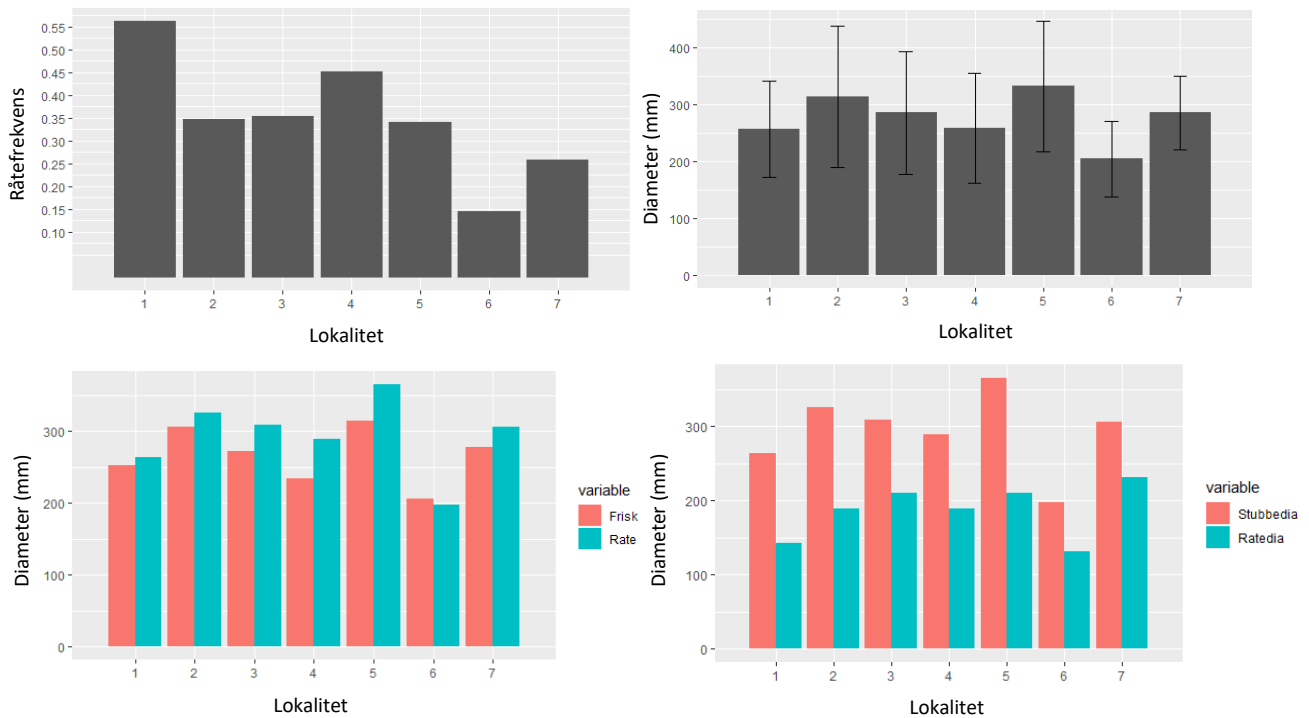 Råtefrekvens
0.55
0.50
0.45
0.40
0.35
0.30
0.25
0.20
0.15
0.10
1 2 3 4 5 6 7
Lokalitet
Diameter (mm)
400
300
200
100
0
1 2 3 4 5 6 7
Lokalitet
Diameter (mm)
300
200
100
0
1 2 3 4 5 6 7
Lokalitet
variable
Frisk
Rate
Diameter (mm)
300
200
100
0
1 2 3 4 5 6 7
Lokalitet
variable
Stubbedia
Ratedia